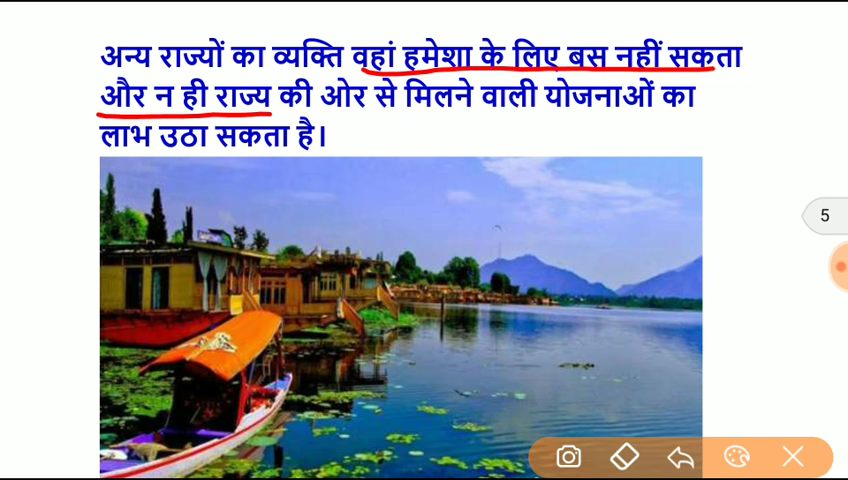 अन्य राज्यों का व्यक्ति वहां हमेशा के लिए बस नहीं सकता
और न ही राज्य की ओर से मिलने वाली योजनाओं का
लाभ उठा सकता है।
5